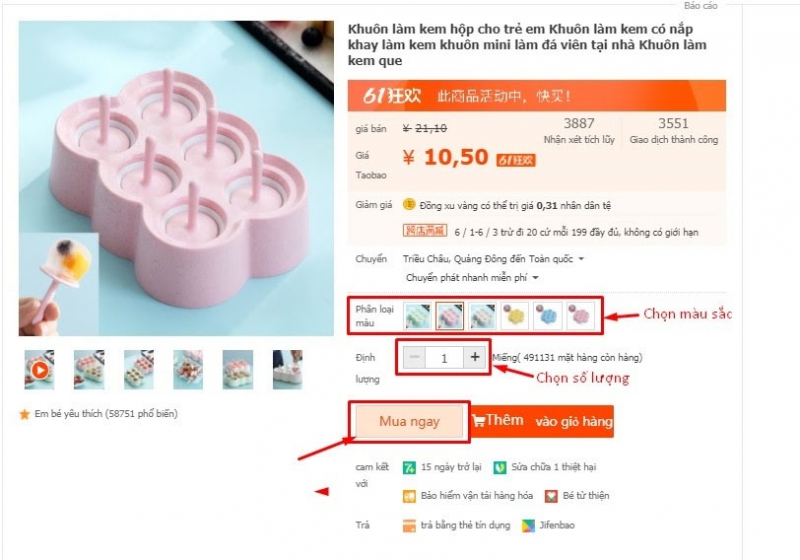 Báo cáo
Khuôn làm kem hộp cho trẻ em Khuôn làm kem có nắp
khay làm kem khuôn mini làm đá viên tại nhà Khuôn làm
kem que
61狂欢 此商品活动中，快买！
giá bán ¥ 21,10
3887
Nhận xét tích lũy
3551
Giao dịch thành công
Giá
Taobao
¥ 10,50 61狂欢
Giảm giá Đồng xu vàng có thể trị giá 0,31 nhân dân tệ
跨店满减 6 / 1-6 / 3 trừ đi 20 cứ mỗi 199 đầy đủ, không có giới hạn
Chuyển Triều Châu, Quảng Đông đến Toàn quốc
Chuyển phát nhanh miễn phí
Phân loại
màu
Chọn màu sắc
Định
lượng
− 1 + Miếng( 491131 mặt hàng còn hàng)
Chọn số lượng
Em bé yêu thích (58751 phổ biến)
Mua ngay
Thêm vào giỏ hàng
cam kết
với
15 ngày trở lại
Sửa chữa 1 thiệt hại
Bảo hiểm vận tải hàng hóa
Bé từ thiện
Trả trả bằng thẻ tín dụng Jifenbao